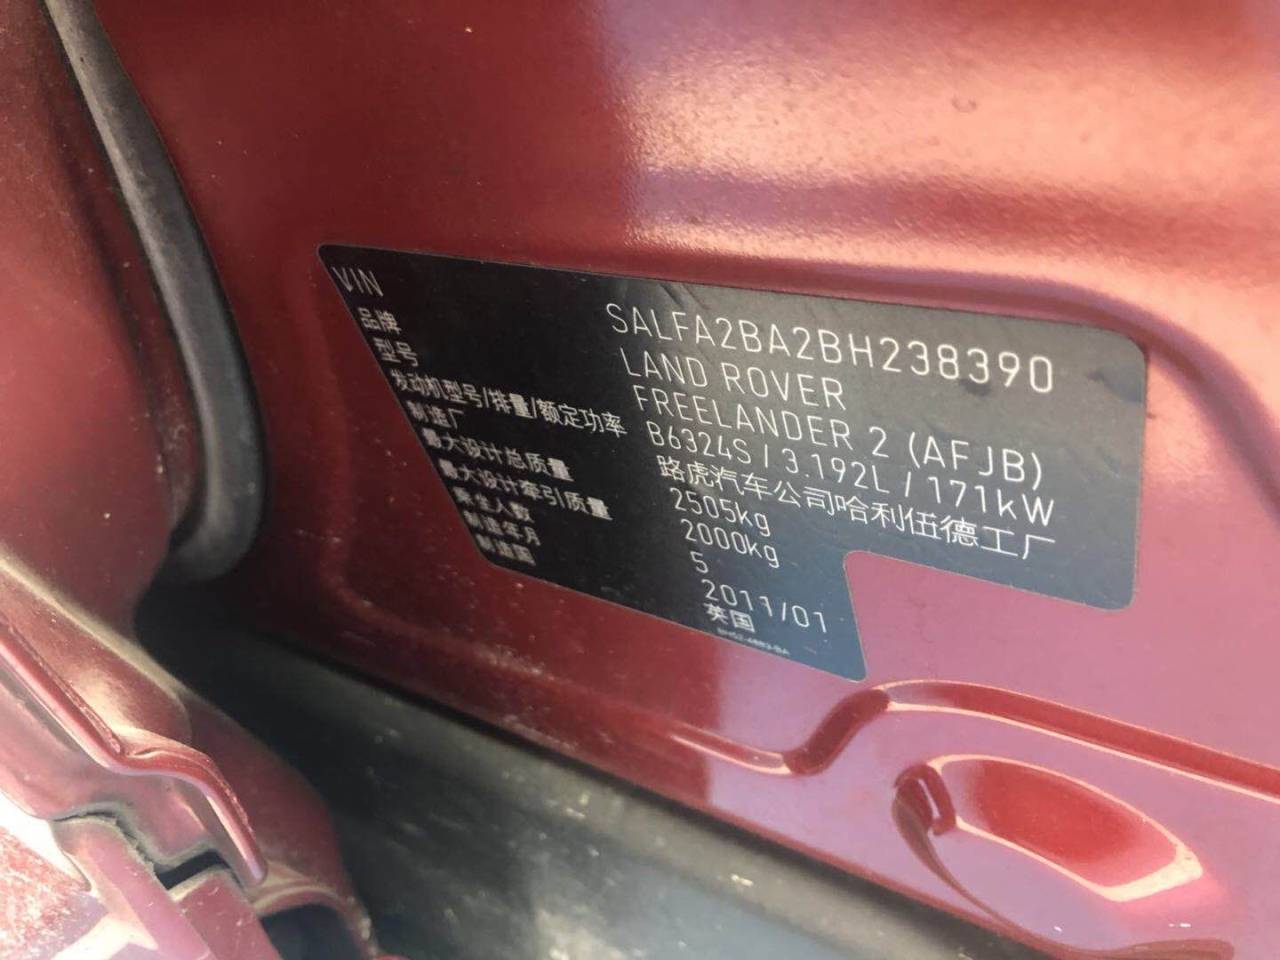 VIN SALFA2BA2BH238390
品牌 LAND ROVER
型号 FREELANDER 2 (AFJB)
发动机型号/排量/额定功率 B6324S / 3.192L / 171kW
制造厂 路虎汽车公司哈利伍德工厂
最大设计总质量 2505kg
最大设计牵引质量 2000kg
乘坐人数 5
制造年月 2011/01
制造国 英国